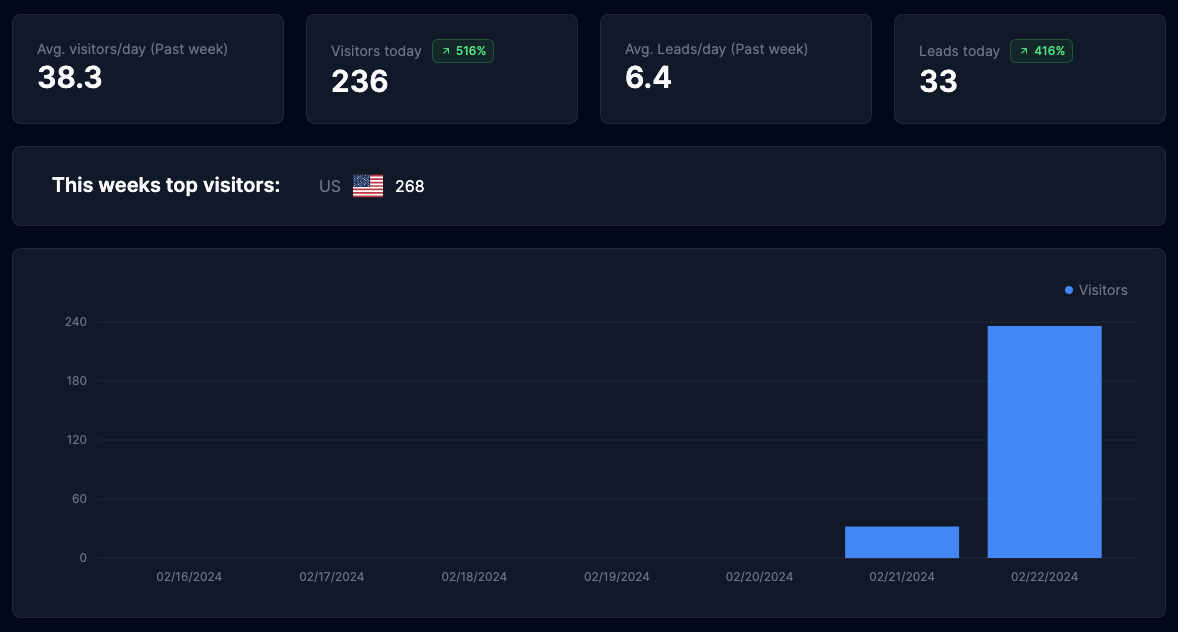 Avg. visitors/day (Past week)
38.3
Visitors today ↗ 516%
236
Avg. Leads/day (Past week)
6.4
Leads today ↗ 416%
33
This weeks top visitors: US 268
Visitors
240
180
120
60
0
02/16/2024 02/17/2024 02/18/2024 02/19/2024 02/20/2024 02/21/2024 02/22/2024